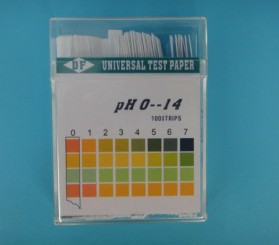 DF UNIVERSAL TEST PAPER
pH 0--14
100STRIPS
0 1 2 3 4 5 6 7